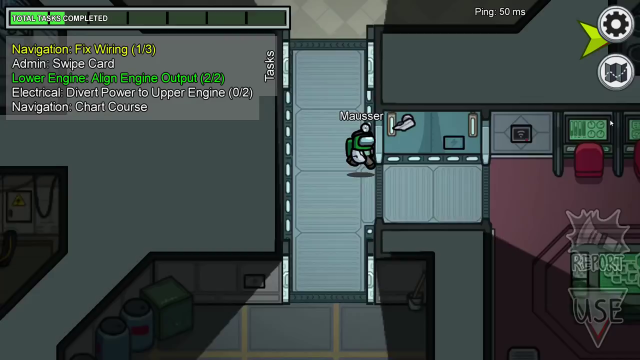 TOTAL TASKS COMPLETED
Ping: 50 ms
Navigation: Fix Wiring (1/3)
Admin: Swipe Card
Lower Engine: Align Engine Output (2/2)
Electrical: Divert Power to Upper Engine (0/2)
Navigation: Chart Course
Tasks
Mausser
REPORT
USE